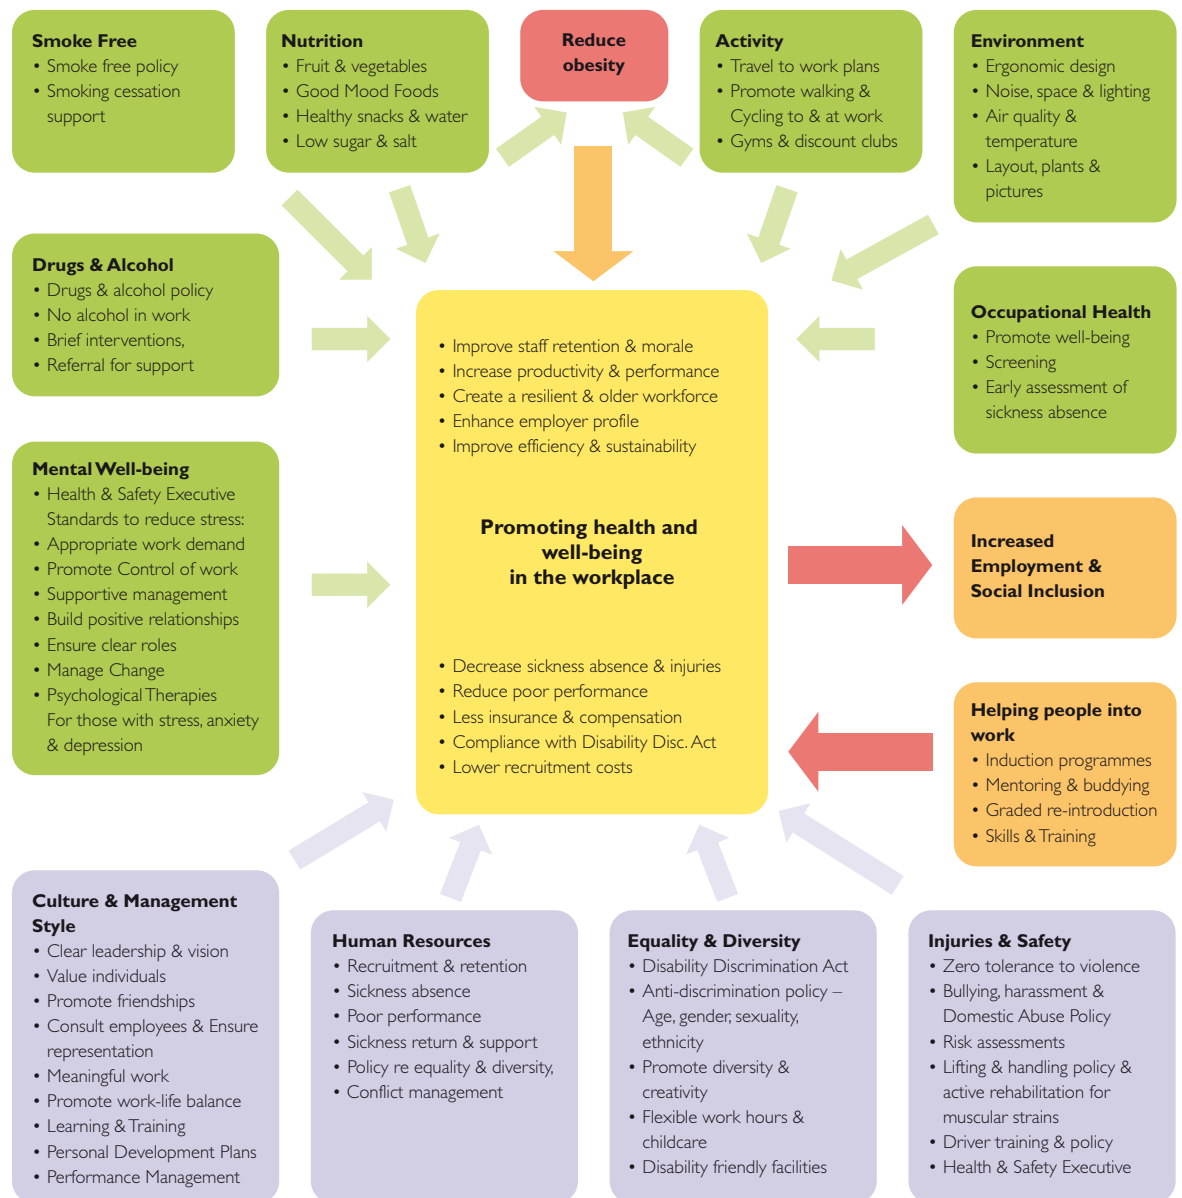 Smoke Free
• Smoke free policy
• Smoking cessation
support
Nutrition
• Fruit & vegetables
• Good Mood Foods
• Healthy snacks & water
• Low sugar & salt
Reduce
obesity
Activity
• Travel to work plans
• Promote walking &
Cycling to & at work
• Gyms & discount clubs
Environment
• Ergonomic design
• Noise, space & lighting
• Air quality &
temperature
• Layout, plants &
pictures
Drugs & Alcohol
• Drugs & alcohol policy
• No alcohol in work
• Brief interventions,
• Referral for support
Occupational Health
• Promote well-being
• Screening
• Early assessment of
sickness absence
Mental Well-being
• Health & Safety Executive
Standards to reduce stress:
• Appropriate work demand
• Promote Control of work
• Supportive management
• Build positive relationships
• Ensure clear roles
• Manage Change
• Psychological Therapies
For those with stress, anxiety
& depression
• Improve staff retention & morale
• Increase productivity & performance
• Create a resilient & older workforce
• Enhance employer profile
• Improve efficiency & sustainability
Promoting health and
well-being
in the workplace
• Decrease sickness absence & injuries
• Reduce poor performance
• Less insurance & compensation
• Compliance with Disability Disc. Act
• Lower recruitment costs
Increased
Employment &
Social Inclusion
Helping people into
work
• Induction programmes
• Mentoring & buddying
• Graded re-introduction
• Skills & Training
Culture & Management
Style
• Clear leadership & vision
• Value individuals
• Promote friendships
• Consult employees & Ensure
representation
• Meaningful work
• Promote work-life balance
• Learning & Training
• Personal Development Plans
• Performance Management
Human Resources
• Recruitment & retention
• Sickness absence
• Poor performance
• Sickness return & support
• Policy re equality & diversity,
• Conflict management
Equality & Diversity
• Disability Discrimination Act
• Anti-discrimination policy –
Age, gender, sexuality,
ethnicity
• Promote diversity &
creativity
• Flexible work hours &
childcare
• Disability friendly facilities
Injuries & Safety
• Zero tolerance to violence
• Bullying, harassment &
Domestic Abuse Policy
• Risk assessments
• Lifting & handling policy &
active rehabilitation for
muscular strains
• Driver training & policy
• Health & Safety Executive